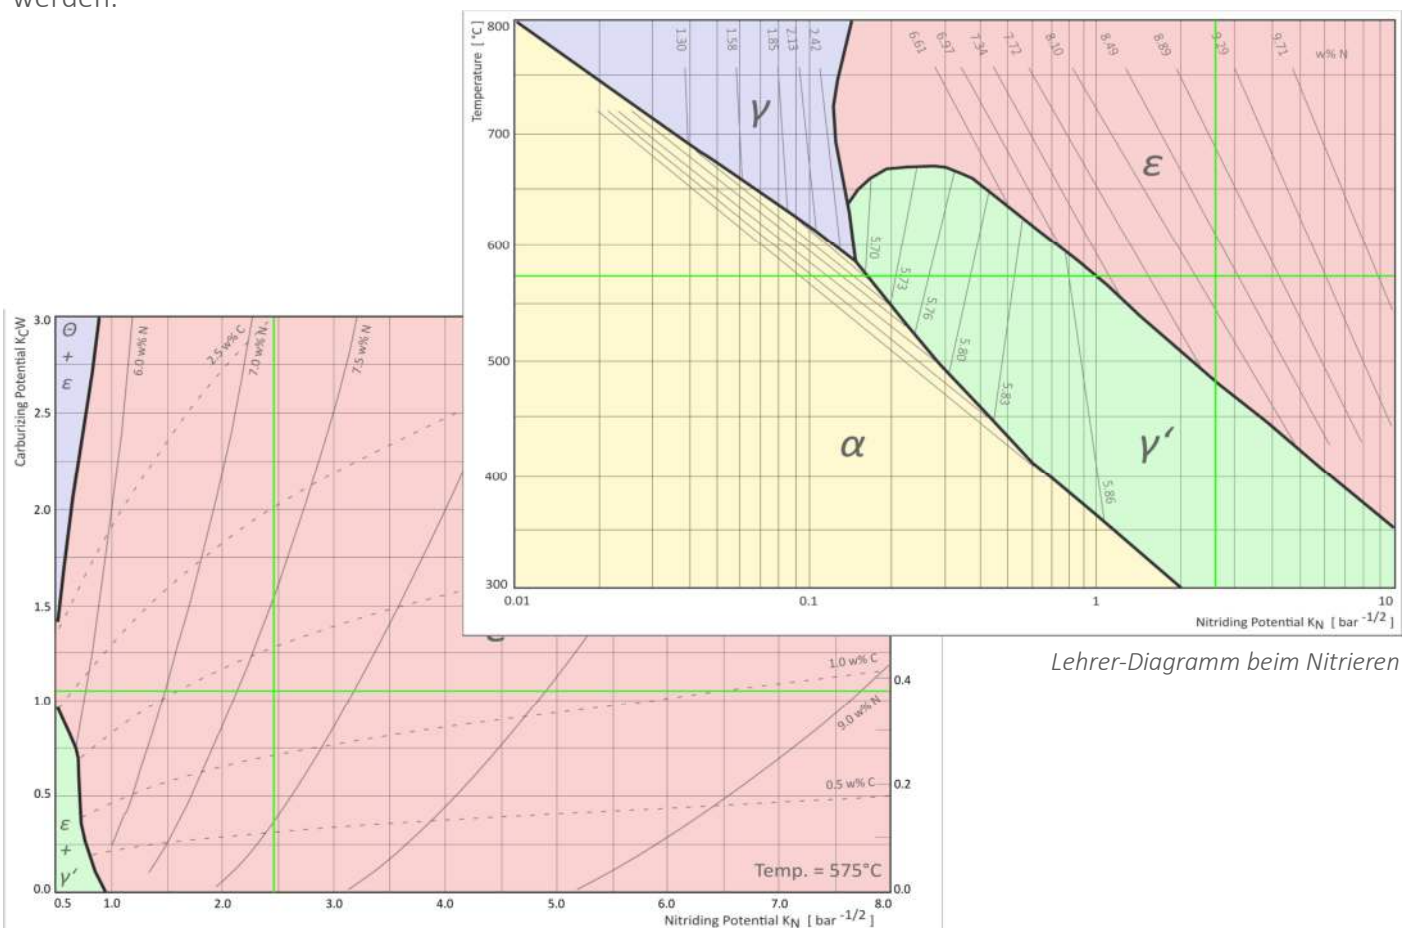 werden.
Temperature [ °C]
800
700
600
500
400
300
1.30
1.58
1.85
2.13
2.42
6.61
6.97
7.34
7.72
8.10
8.49
8.89
9.29
9.71
w% N
γ
ε
5.70
5.73
5.76
5.80
5.83
5.86
α
γ‘
0.01
0.1
1
10
Nitriding Potential KN [ bar -1/2 ]
Lehrer-Diagramm beim Nitrieren
Carburizing Potential KCW
3.0
2.5
2.0
1.5
1.0
0.5
0.0
Θ
+
ε
6.0 w% N
2.5 w% C
7.0 w% N
7.5 w% N
1.0 w% C
9.0 w% N
0.5 w% C
0.4
0.2
0.0
ε
+
γ‘
Temp. = 575°C
0.5
1.0
2.0
3.0
4.0
5.0
6.0
7.0
8.0
Nitriding Potential KN [ bar -1/2 ]